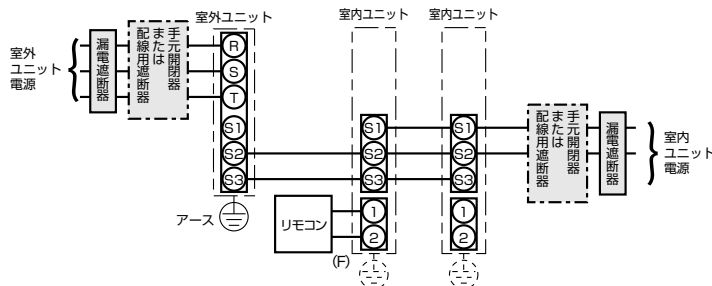 室外ユニット
室内ユニット
室内ユニット
室外
ユニット
電源
漏電遮断器
手元開閉器
または
配線用遮断器
R
S
T
S1
S2
S3
アース
リモコン
(F)
S1
S2
S3
1
2
S1
S2
S3
1
2
手元開閉器
または
配線用遮断器
漏電遮断器
室内
ユニット
電源